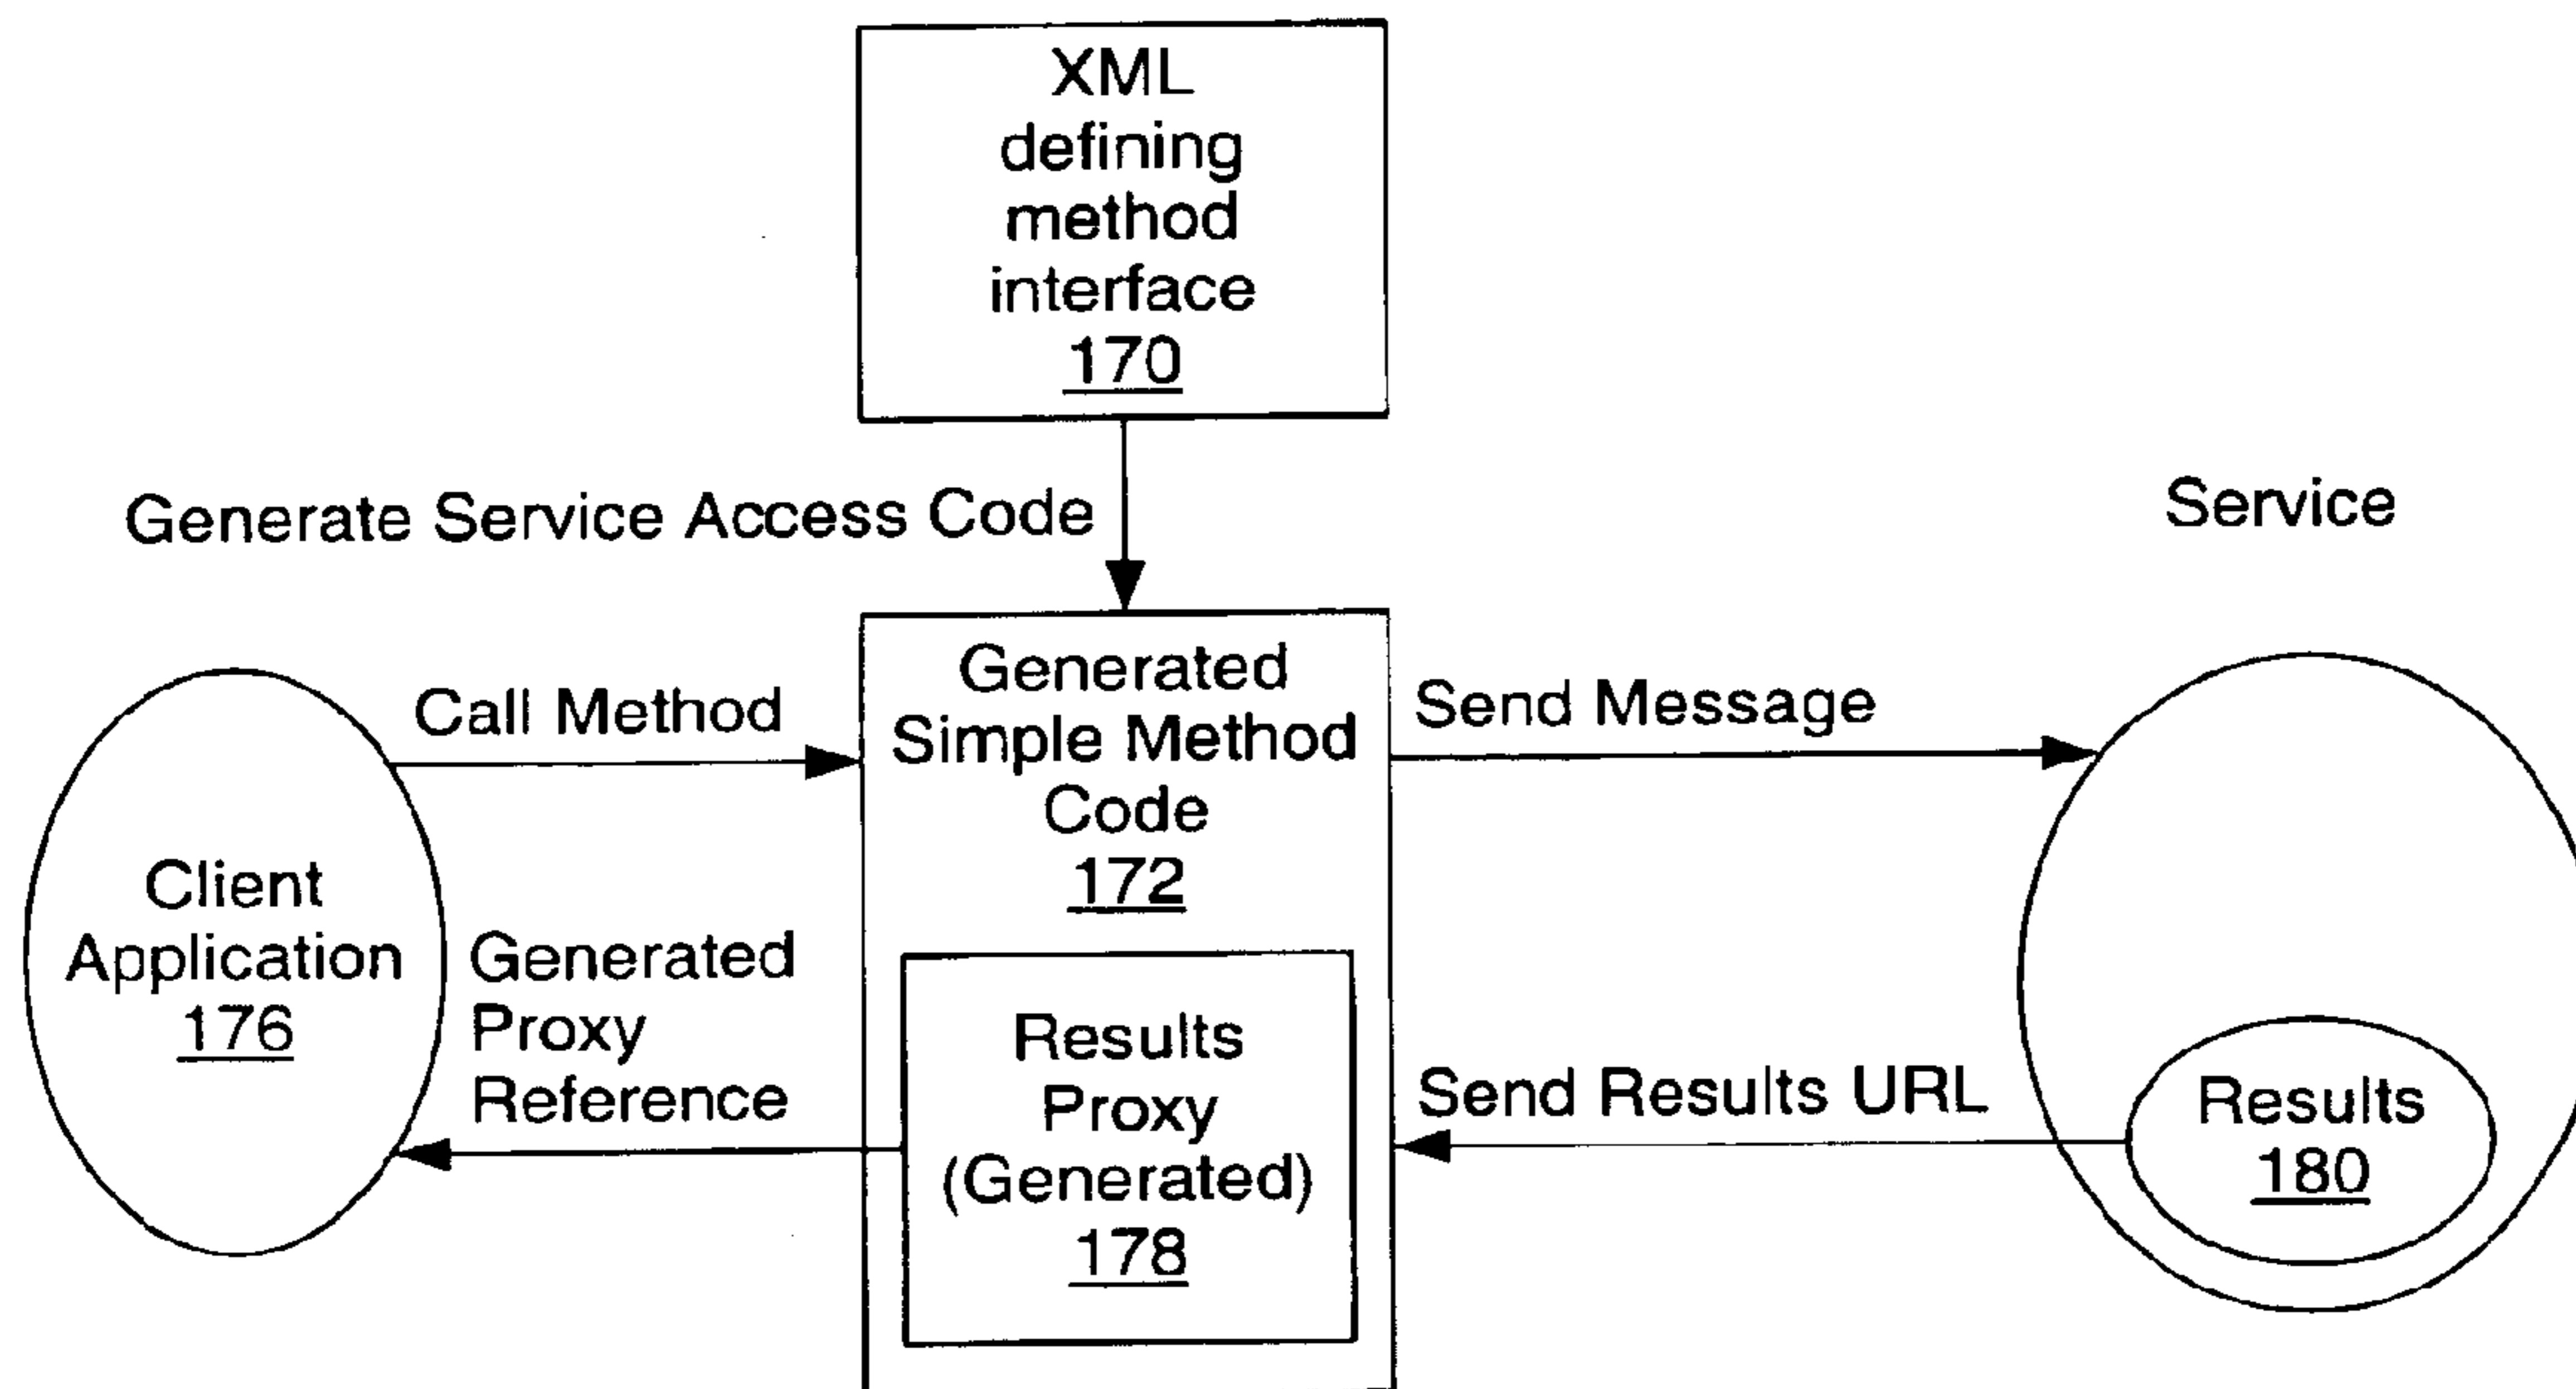 XML
defining
method
interface
170
Generate Service Access Code
Service
Generated
Simple Method
Code
172
Call Method
Send Message
Client
Application
176
Generated
Proxy
Reference
Results
Proxy
(Generated)
178
Send Results URL
Results
180